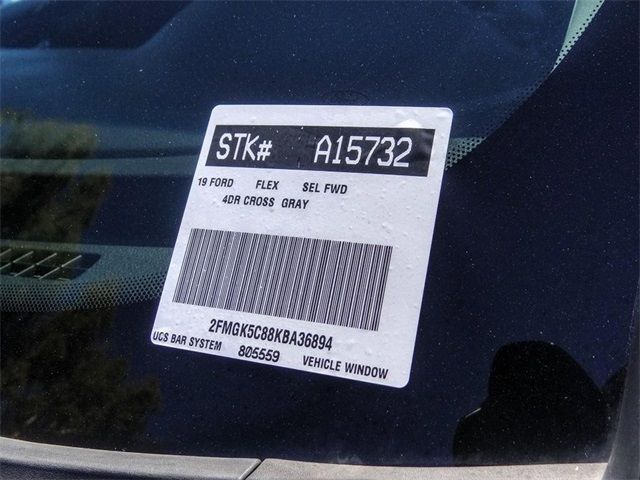 STK# A15732
19 FORD FLEX SEL FWD
4DR CROSS GRAY
2FMGK5C88KBA36894
UCS BAR SYSTEM 805559 VEHICLE WINDOW